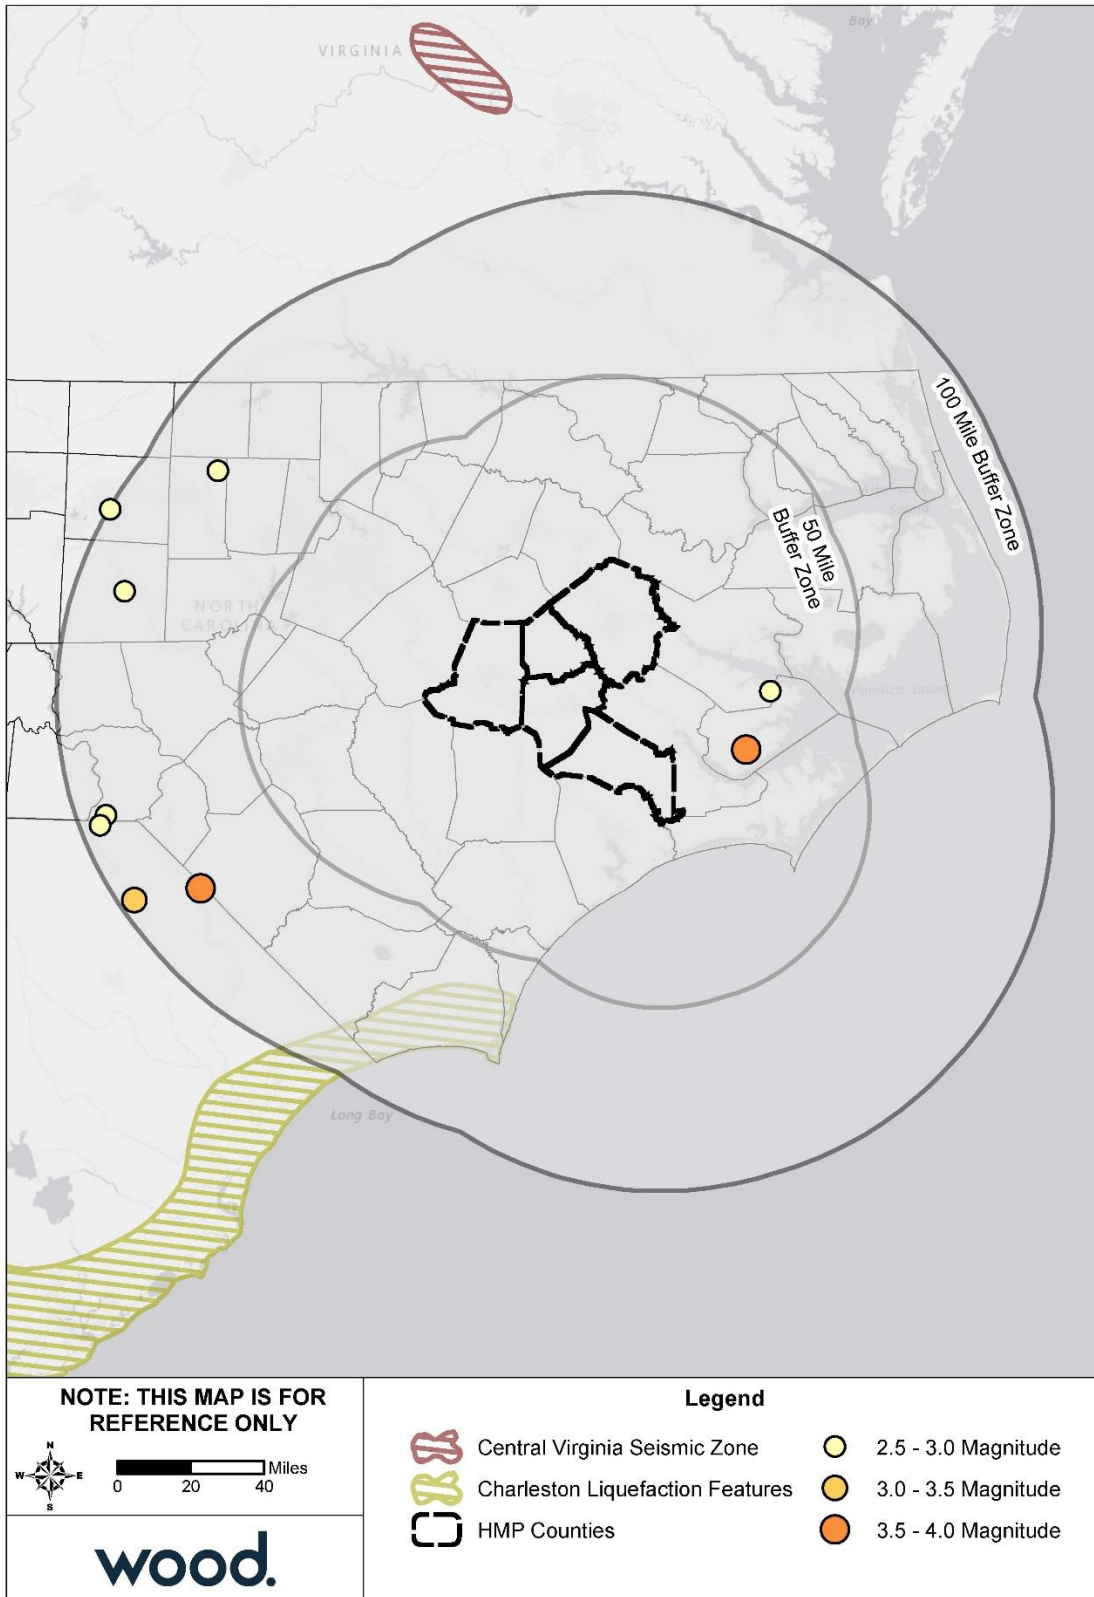 Bay
VIRGINIA
100 Mile Buffer Zone
50 Mile
Buffer Zone
NORTH
CAROLINA
Pamlico Sound
Long Bay
NOTE: THIS MAP IS FOR
REFERENCE ONLY
N
W
E
S
Miles
0
20
40
wood.
Legend
Central Virginia Seismic Zone
Charleston Liquefaction Features
HMP Counties
2.5 - 3.0 Magnitude
3.0 - 3.5 Magnitude
3.5 - 4.0 Magnitude